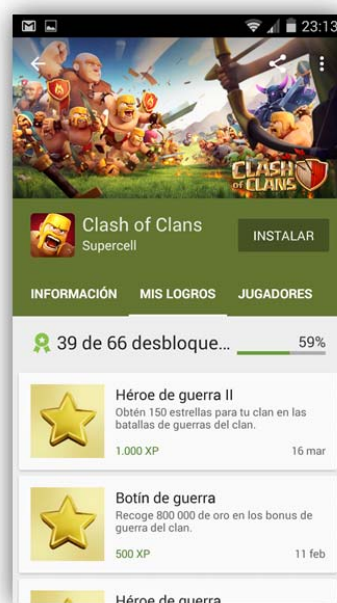 23:13
CLASH
OF CLANS
Clash of Clans
Supercell
INSTALAR
INFORMACIÓN MIS LOGROS JUGADORES
39 de 66 desbloque... 59%
Héroe de guerra II
Obtén 150 estrellas para tu clan en las
batallas de guerras del clan.
1.000 XP 16 mar
Botín de guerra
Recoge 800 000 de oro en los bonus de
guerra del clan.
500 XP 11 feb
Héroe de guerra